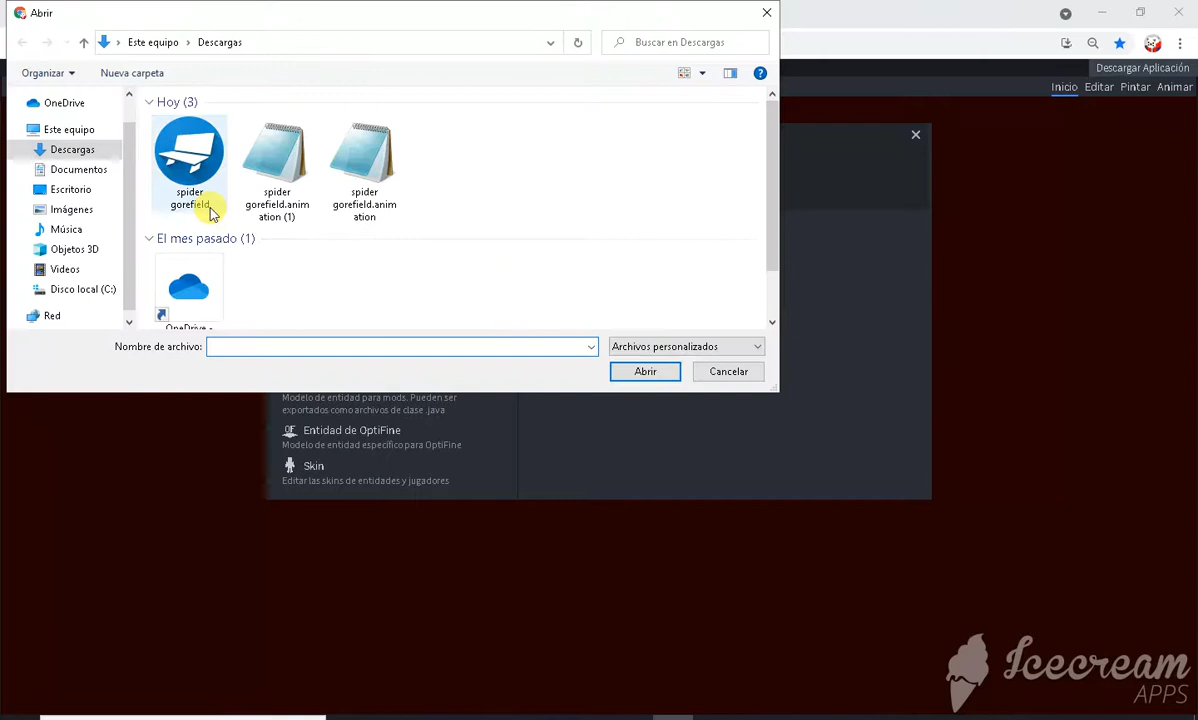 Abrir
Este equipo > Descargas
Buscar en Descargas
Organizar
Nueva carpeta
Descargar Aplicación
Inicio Editar Pintar Animar
OneDrive
Este equipo
Descargas
Documentos
Escritorio
Imágenes
Música
Objetos 3D
Videos
Disco local (C:)
Red
Hoy (3)
spider
gorefield.
spider
gorefield.anim
ation (1)
spider
gorefield.anim
ation
El mes pasado (1)
OneDrive -
Nombre de archivo:
Archivos personalizados
Abrir
Cancelar
Modelo de entidad para mods. Pueden ser
exportados como archivos de clase .java
OF
Entidad de OptiFine
Modelo de entidad específico para OptiFine
Skin
Editar las skins de entidades y jugadores
Icecream
APPS